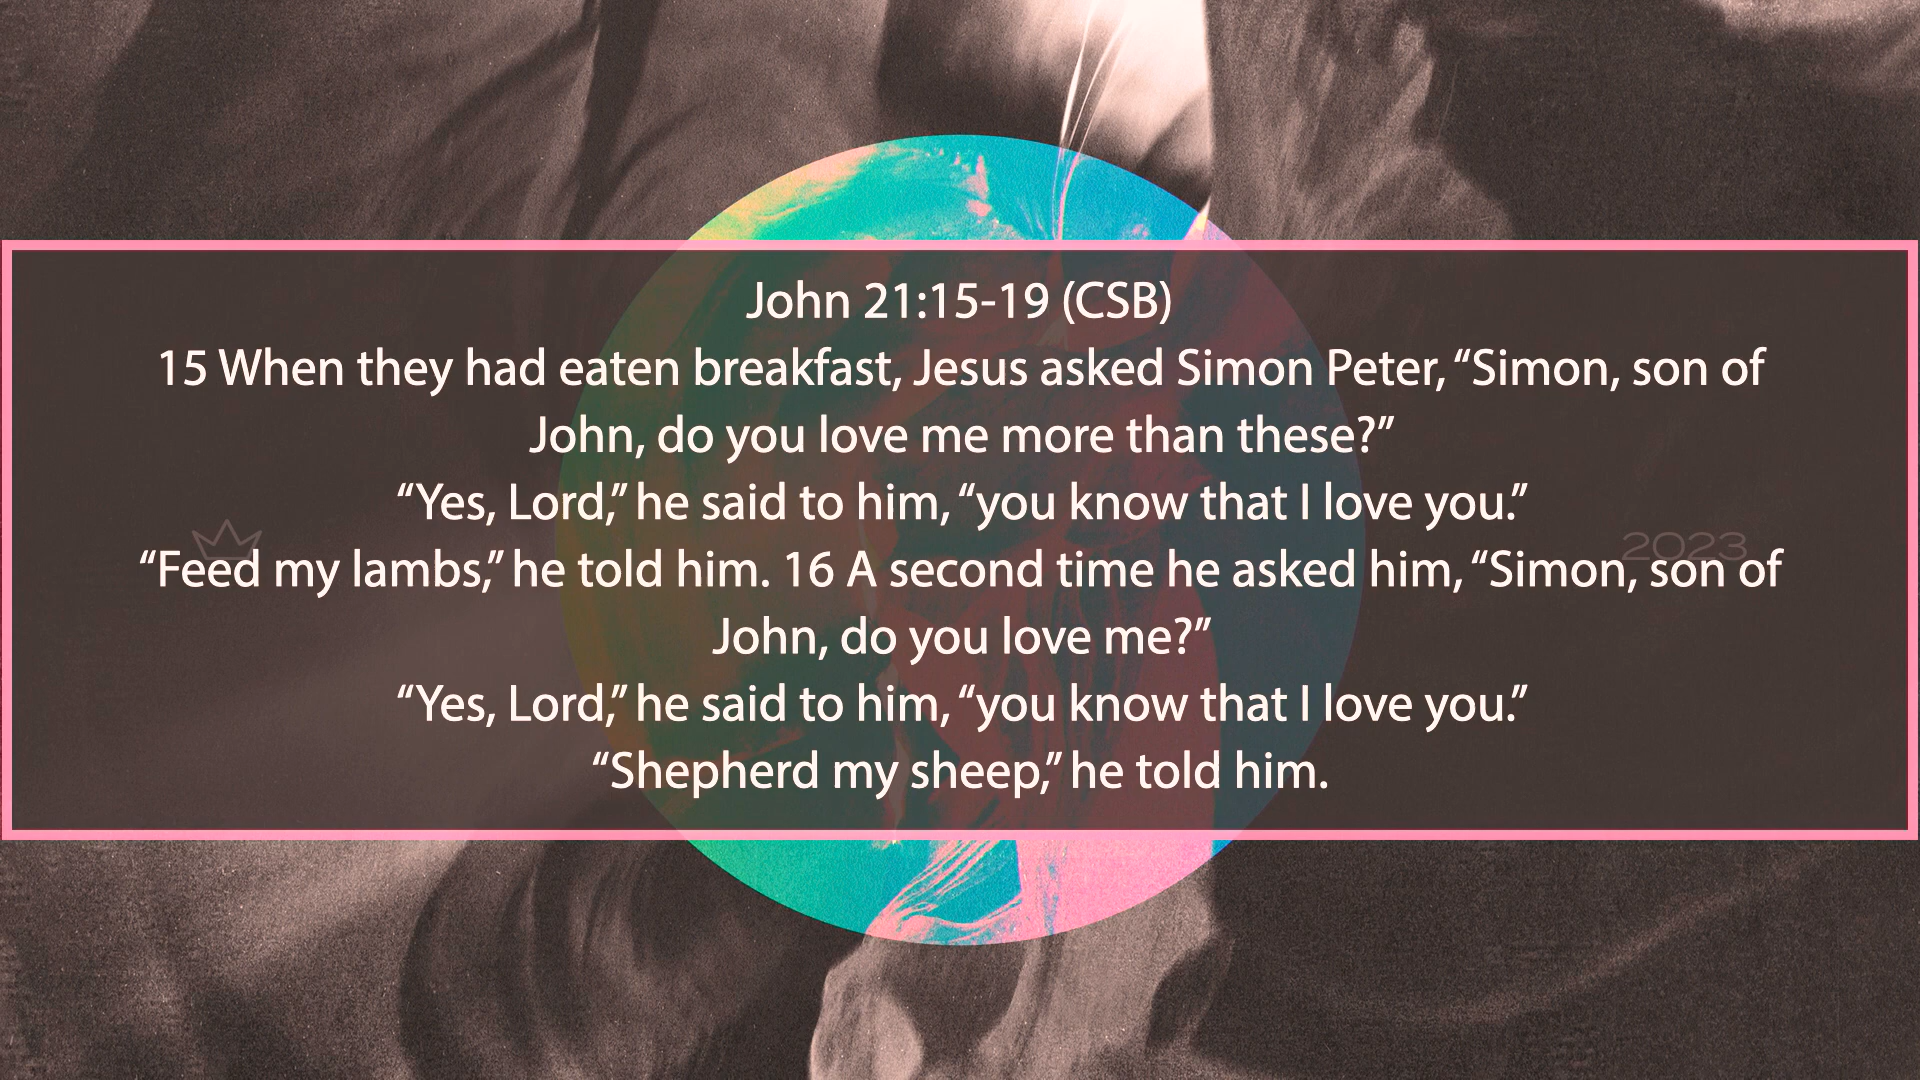 John 21:15-19 (CSB)
15 When they had eaten breakfast, Jesus asked Simon Peter, “Simon, son of
John, do you love me more than these?”
“Yes, Lord,” he said to him, “you know that I love you.”
2023
“Feed my lambs,” he told him. 16 A second time he asked him, “Simon, son of
John, do you love me?”
“Yes, Lord,” he said to him, “you know that I love you.”
“Shepherd my sheep,” he told him.